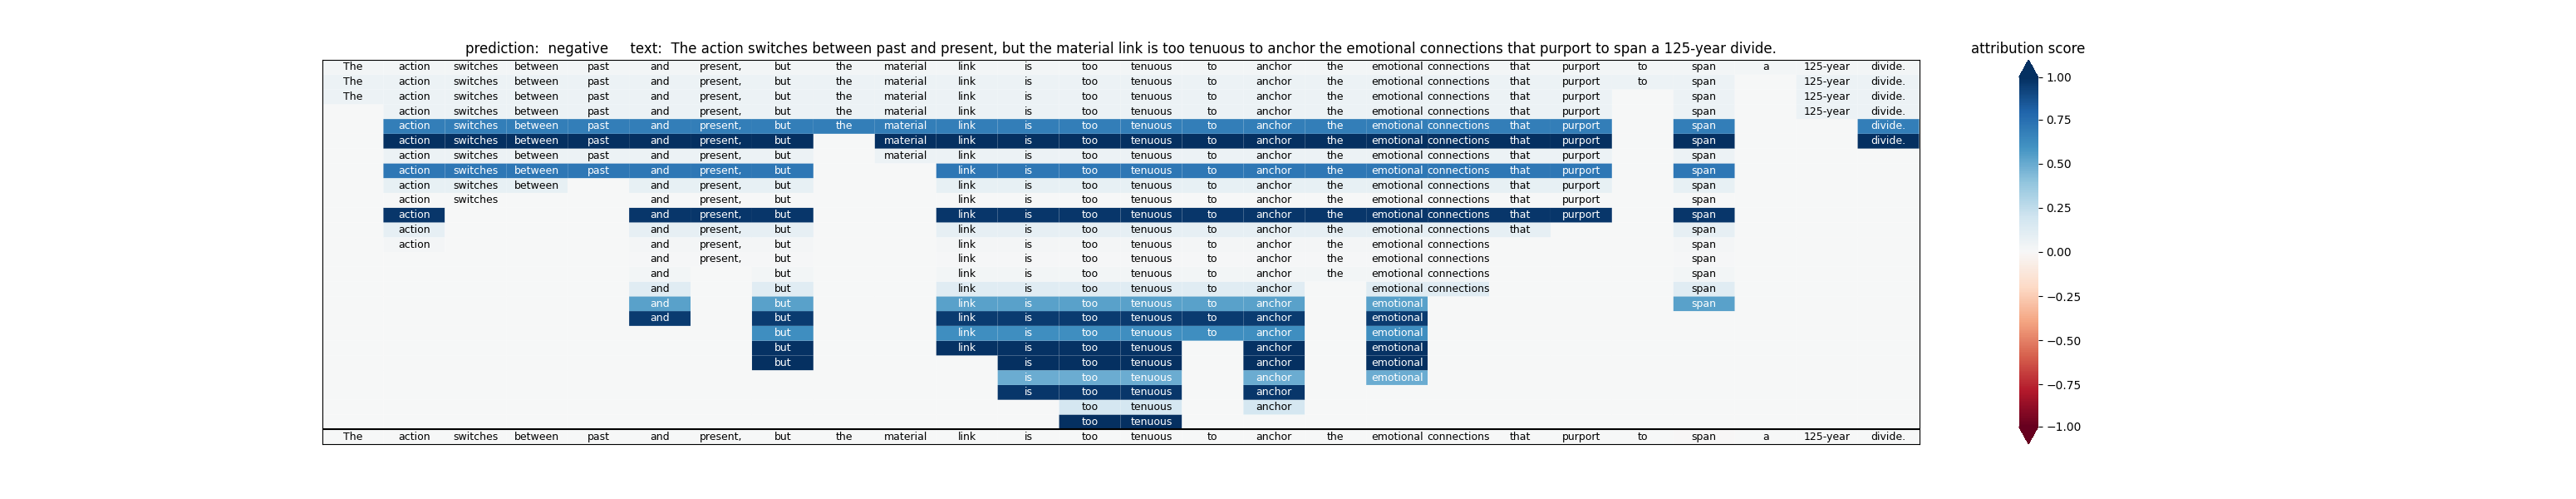 prediction: negative text: The action switches between past and present, but the material link is too tenuous to anchor the emotional connections that purport to span a 125-year divide. attribution score
The action switches between past and present, but the material link is too tenuous to anchor the emotional connections that purport to span a 125-year divide.
The action switches between past and present, but the material link is too tenuous to anchor the emotional connections that purport to span 125-year divide.
The action switches between past and present, but the material link is too tenuous to anchor the emotional connections that purport span 125-year divide.
action switches between past and present, but the material link is too tenuous to anchor the emotional connections that purport span 125-year divide.
action switches between past and present, but the material link is too tenuous to anchor the emotional connections that purport span divide.
action switches between past and present, but material link is too tenuous to anchor the emotional connections that purport span divide.
action switches between past and present, but material link is too tenuous to anchor the emotional connections that purport span
action switches between past and present, but link is too tenuous to anchor the emotional connections that purport span
action switches between and present, but link is too tenuous to anchor the emotional connections that purport span
action switches and present, but link is too tenuous to anchor the emotional connections that purport span
action and present, but link is too tenuous to anchor the emotional connections that purport span
action and present, but link is too tenuous to anchor the emotional connections that span
action and present, but link is too tenuous to anchor the emotional connections span
and present, but link is too tenuous to anchor the emotional connections span
and but link is too tenuous to anchor the emotional connections span
and but link is too tenuous to anchor emotional connections span
and but link is too tenuous to anchor emotional span
and but link is too tenuous to anchor emotional
but link is too tenuous to anchor emotional
but link is too tenuous anchor emotional
but is too tenuous anchor emotional
is too tenuous anchor emotional
is too tenuous anchor
too tenuous anchor
too tenuous
The action switches between past and present, but the material link is too tenuous to anchor the emotional connections that purport to span a 125-year divide.
1.00
0.75
0.50
0.25
0.00
−0.25
−0.50
−0.75
−1.00